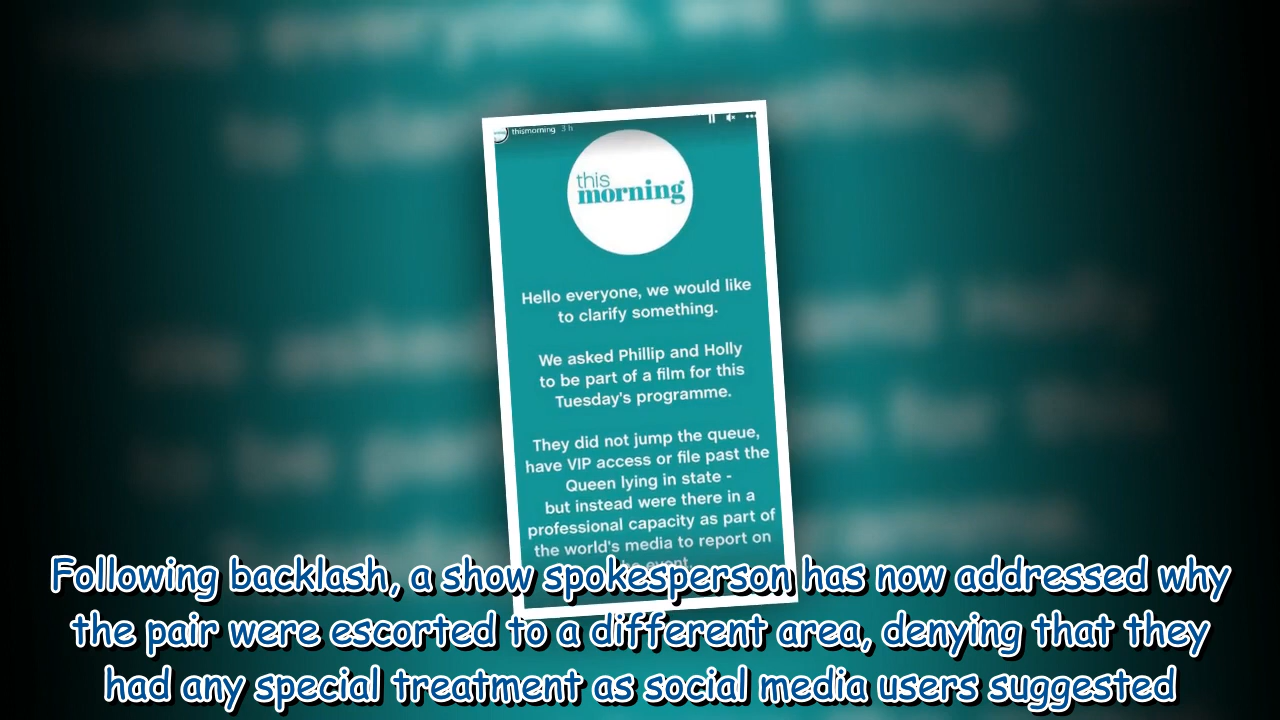 thismorning 3 h
this
morning
Hello everyone, we would like
to clarify something.
We asked Phillip and Holly
to be part of a film for this
Tuesday's programme.
They did not jump the queue,
have VIP access or file past the
Queen lying in state -
but instead were there in a
professional capacity as part of
the world's media to report on
event.
Following backlash, a show spokesperson has now addressed why
the pair were escorted to a different area, denying that they
had any special treatment as social media users suggested